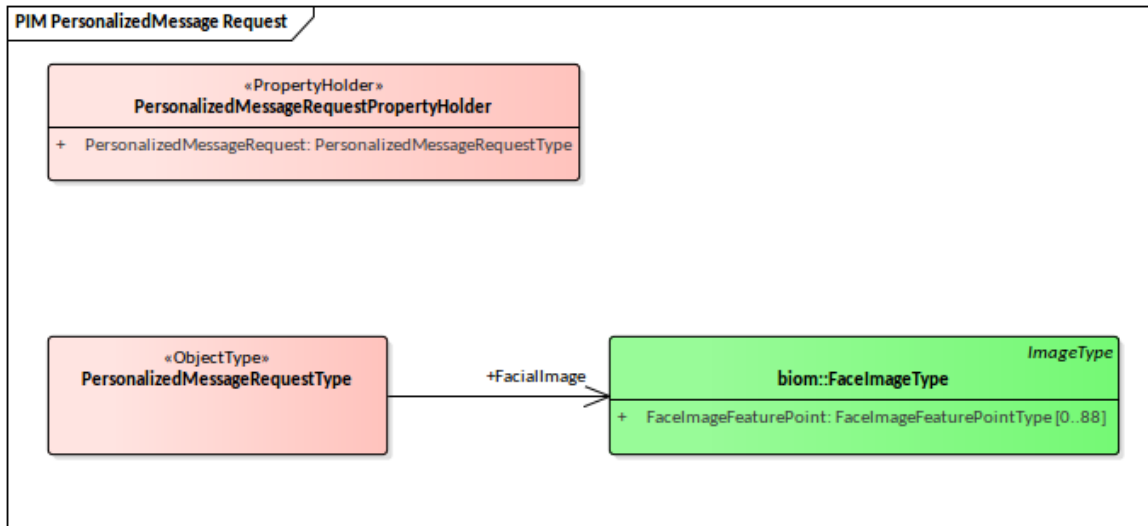 PIM PersonalizedMessage Request
«PropertyHolder»
PersonalizedMessageRequestPropertyHolder
+ PersonalizedMessageRequest: PersonalizedMessageRequestType
«ObjectType»
PersonalizedMessageRequestType
+FacialImage
ImageType
biom::FaceImageType
+ FaceImageFeaturePoint: FaceImageFeaturePointType [0..88]